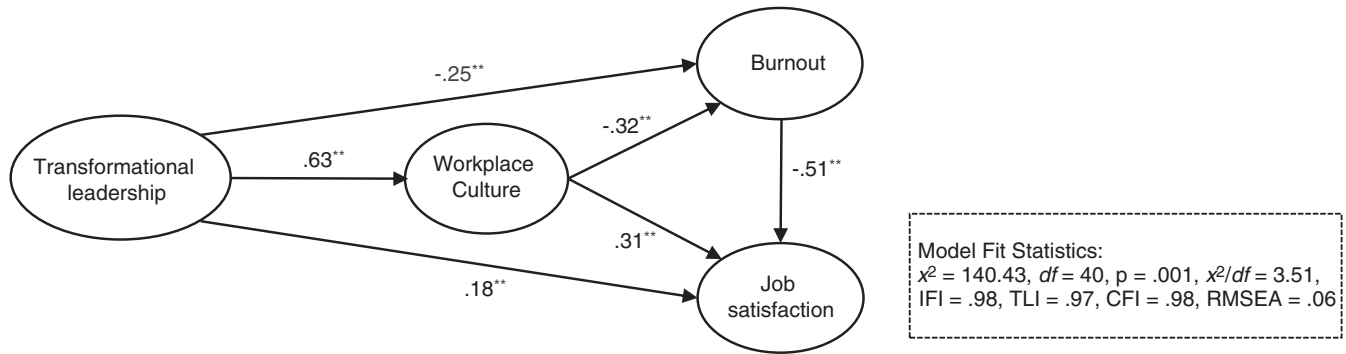 Burnout
-.25**
-.32**
Transformational
leadership
.63**
Workplace
Culture
-.51**
.31**
.18**
Job
satisfaction
Model Fit Statistics:
x² = 140.43, df = 40, p = .001, x²/df = 3.51,
IFI = .98, TLI = .97, CFI = .98, RMSEA = .06